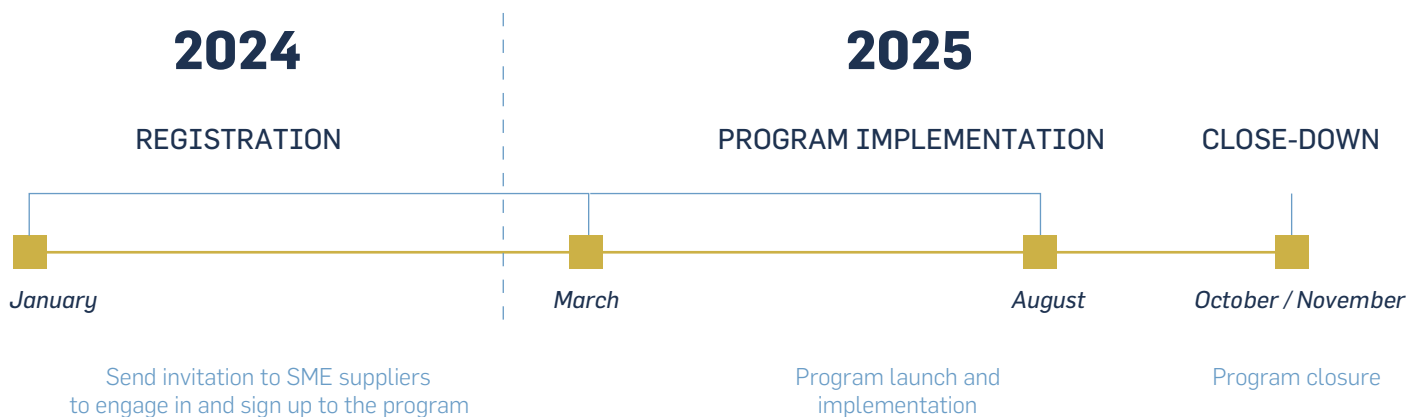 2024
2025
REGISTRATION
PROGRAM IMPLEMENTATION
CLOSE-DOWN
January
March
August
October / November
Send invitation to SME suppliers
to engage in and sign up to the program
Program launch and
implementation
Program closure